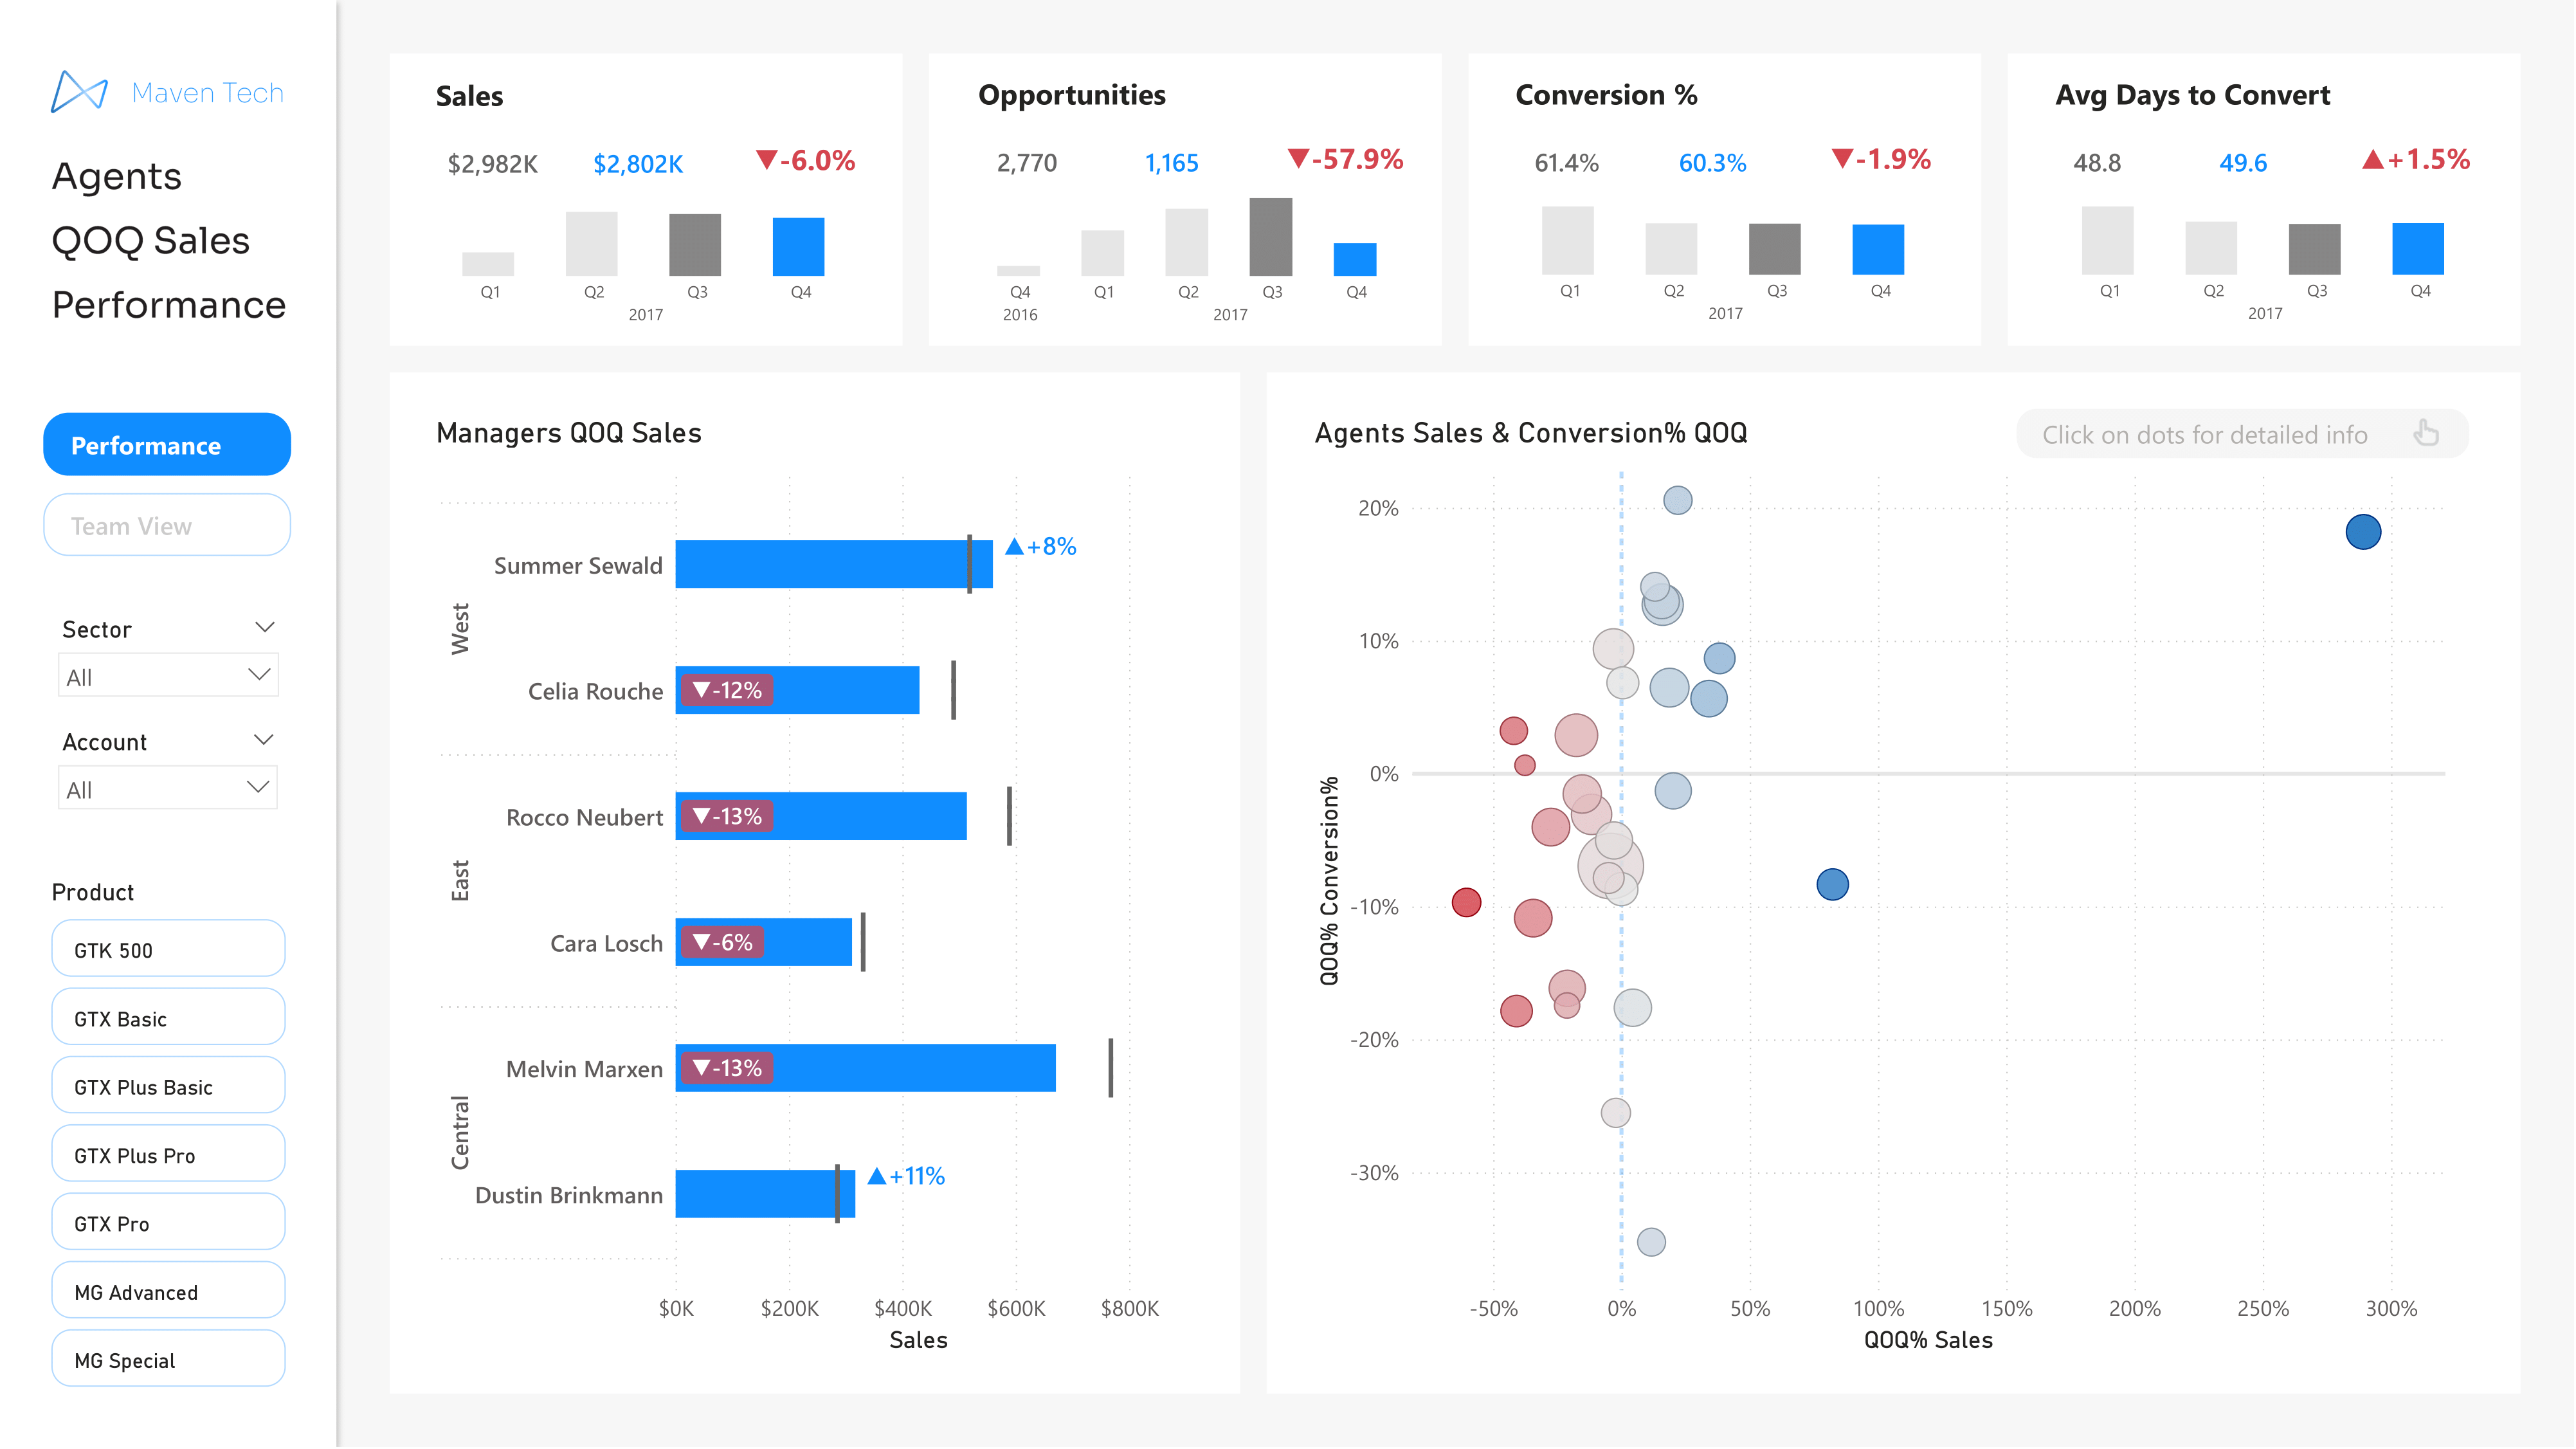 Maven Tech
Agents
QOQ Sales
Performance
Performance
Team View
Sector
All
Account
All
Product
GTK 500
GTX Basic
GTX Plus Basic
GTX Plus Pro
GTX Pro
MG Advanced
MG Special
Sales
$2,982K $2,802K ▼-6.0%
Q1 Q2 Q3 Q4
2017
Opportunities
2,770 1,165 ▼-57.9%
Q4 Q1 Q2 Q3 Q4
2016 2017
Conversion %
61.4% 60.3% ▼-1.9%
Q1 Q2 Q3 Q4
2017
Avg Days to Convert
48.8 49.6 ▲+1.5%
Q1 Q2 Q3 Q4
2017
Managers QOQ Sales
West
Summer Sewald ▲+8%
Celia Rouche ▼-12%
East
Rocco Neubert ▼-13%
Cara Losch ▼-6%
Central
Melvin Marxen ▼-13%
Dustin Brinkmann ▲+11%
$0K $200K $400K $600K $800K
Sales
Agents Sales & Conversion% QOQ
Click on dots for detailed info
QOQ% Conversion%
20%
10%
0%
-10%
-20%
-30%
-50% 0% 50% 100% 150% 200% 250% 300%
QOQ% Sales